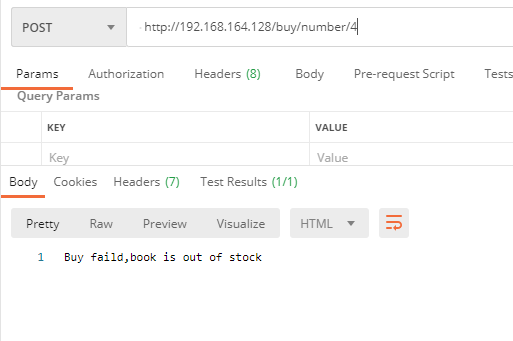 POST http://192.168.164.128/buy/number/4
Params Authorization Headers (8) Body Pre-request Script Tests
Query Params
KEY VALUE
Key Value
Body Cookies Headers (7) Test Results (1/1)
Pretty Raw Preview Visualize HTML
1 Buy faild,book is out of stock